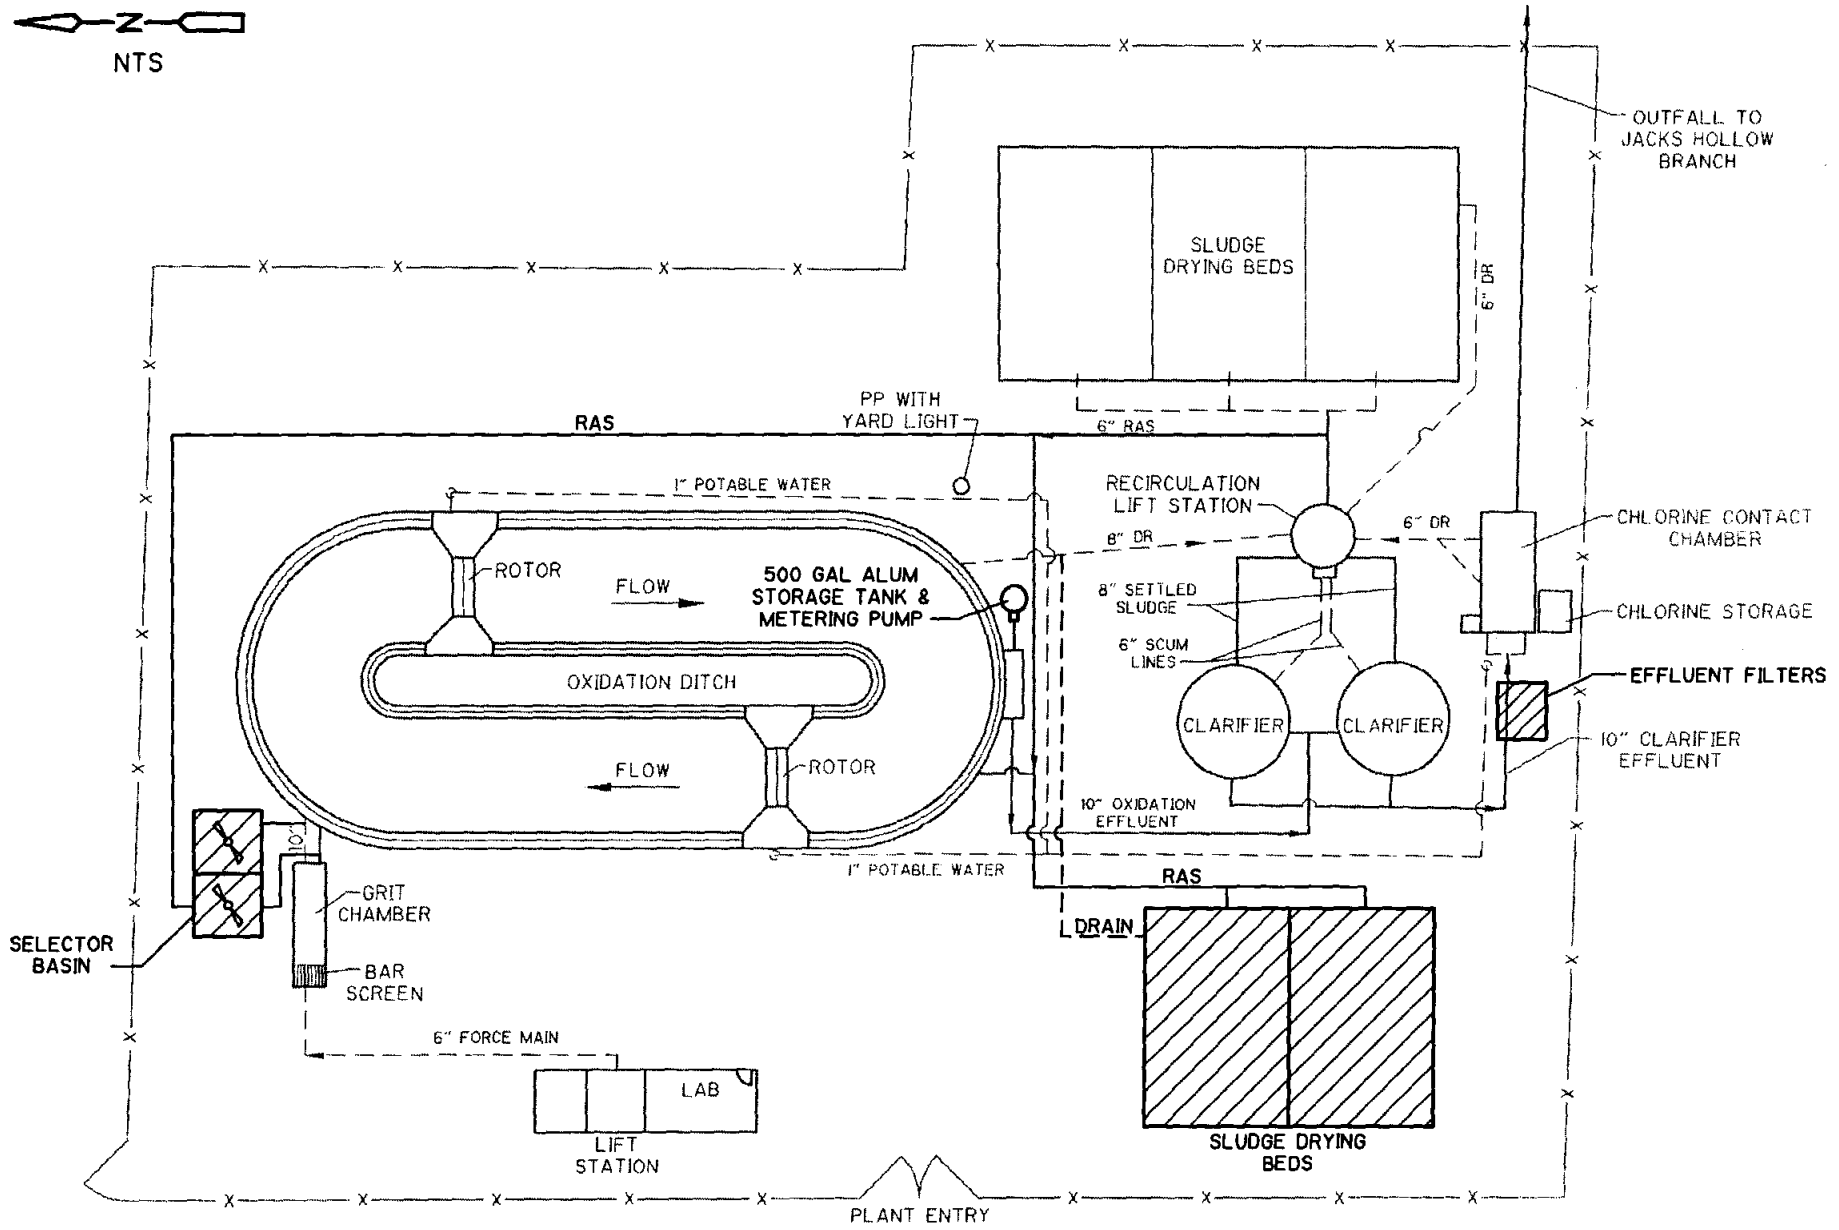 N
NTS
OUTFALL TO
JACKS HOLLOW
BRANCH
SLUDGE
DRYING BEDS
6" DR
PP WITH
YARD LIGHT
RAS
6" RAS
1" POTABLE WATER
RECIRCULATION
LIFT STATION
6" DR
8" DR
CHLORINE CONTACT
CHAMBER
ROTOR
FLOW
500 GAL ALUM
STORAGE TANK &
METERING PUMP
8" SETTLED
SLUDGE
CHLORINE STORAGE
6" SCUM
LINES
OXIDATION DITCH
EFFLUENT FILTERS
CLARIFIER
CLARIFIER
10" CLARIFIER
EFFLUENT
FLOW
ROTOR
10" OXIDATION
EFFLUENT
10"
1" POTABLE WATER
RAS
GRIT
CHAMBER
DRAIN
SELECTOR
BASIN
BAR
SCREEN
6" FORCE MAIN
LAB
LIFT
STATION
SLUDGE DRYING
BEDS
PLANT ENTRY